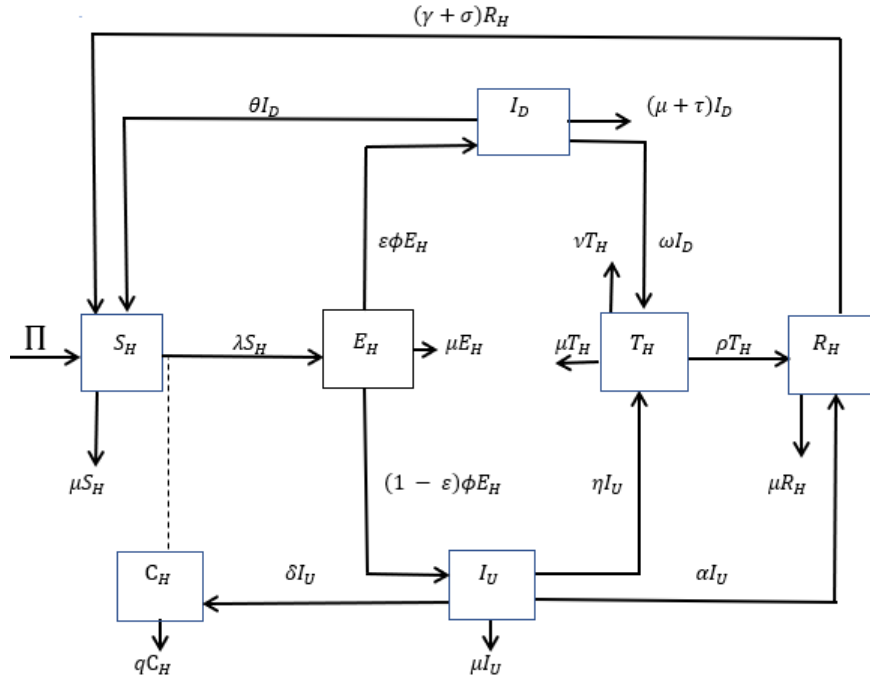 (γ + σ)R_H
θI_D
I_D
(μ + τ)I_D
εϕE_H
νT_H
ωI_D
Π
S_H
λS_H
E_H
μE_H
μT_H
T_H
ρT_H
R_H
μS_H
(1 − ε)ϕE_H
ηI_U
μR_H
C_H
δI_U
I_U
αI_U
qC_H
μI_U